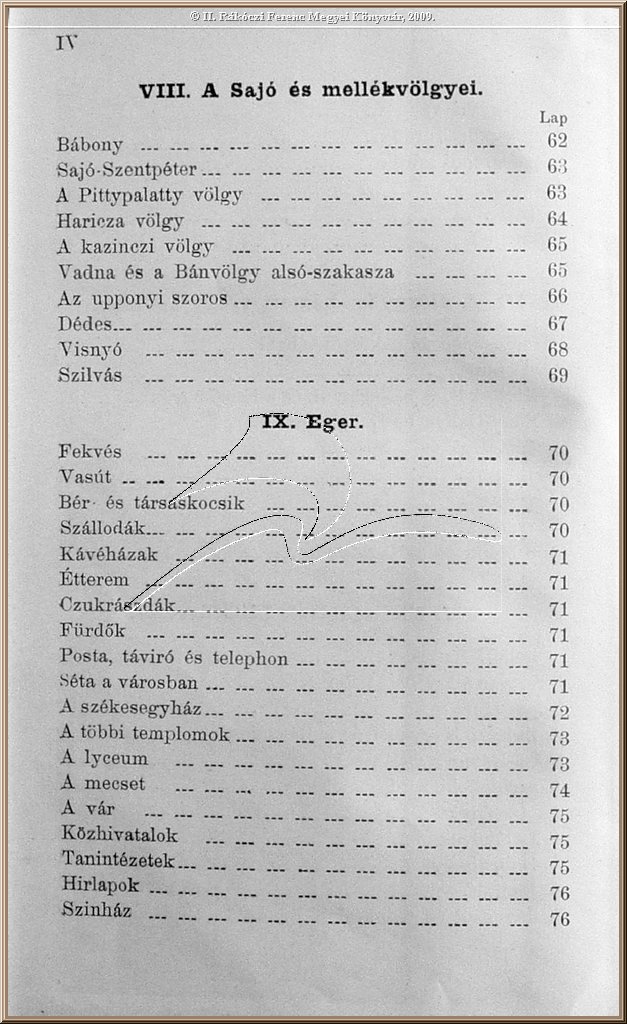 © II. Rákóczi Ferenc Megyei Könyvtár, 2009.
IV
VIII. A Sajó és mellékvölgyei.
Lap
Bábony 62
Sajó-Szentpéter 63
A Pittypalatty völgy 63
Haricza völgy 64
A kazinczi völgy 65
Vadna és a Bánvölgy alsó-szakasza 65
Az upponyi szoros 66
Dédes 67
Visnyó 68
Szilvás 69
IX. Eger.
Fekvés 70
Vasút 70
Bér- és társaskocsik 70
Szállodák 70
Kávéházak 71
Étterem 71
Czukrászdák 71
Fürdők 71
Posta, táviró és telephon 71
Séta a városban 71
A székesegyház 72
A többi templomok 73
A lyceum 73
A mecset 74
A vár 75
Közhivatalok 75
Tanintézetek 75
Hirlapok 76
Szinház 76